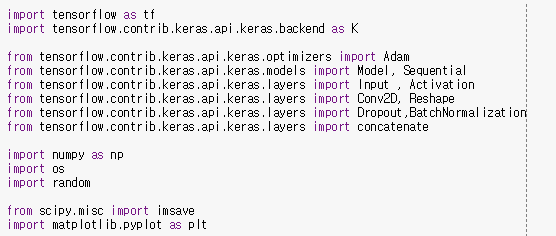 import tensorflow as tf
import tensorflow.contrib.keras.api.keras.backend as K
from tensorflow.contrib.keras.api.keras.optimizers import Adam
from tensorflow.contrib.keras.api.keras.models import Model, Sequential
from tensorflow.contrib.keras.api.keras.layers import Input , Activation
from tensorflow.contrib.keras.api.keras.layers import Conv2D, Reshape
from tensorflow.contrib.keras.api.keras.layers import Dropout,BatchNormalization
from tensorflow.contrib.keras.api.keras.layers import concatenate
import numpy as np
import os
import random
from scipy.misc import imsave
import matplotlib.pyplot as plt